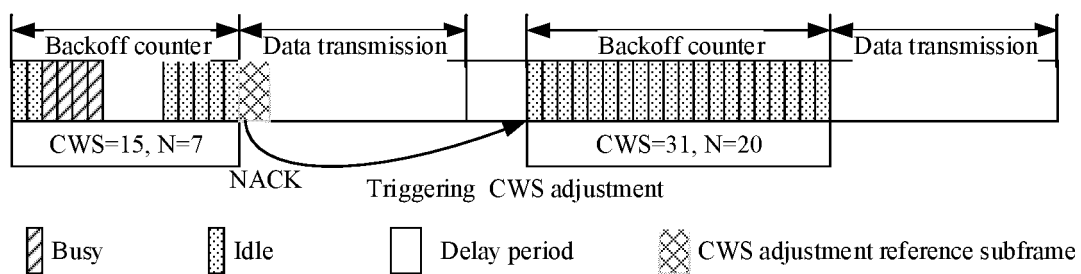 Backoff counter Data transmission Backoff counter Data transmission
CWS=15, N=7 CWS=31, N=20
NACK
Triggering CWS adjustment
Busy Idle Delay period CWS adjustment reference subframe